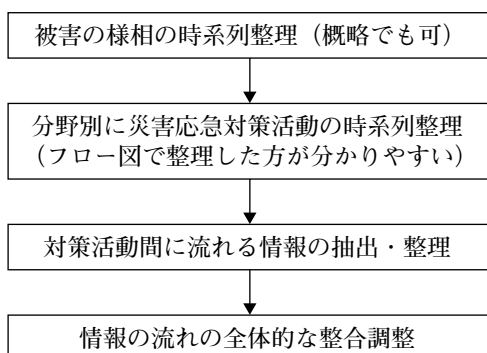 被害の様相の時系列整理（概略でも可）
分野別に災害応急対策活動の時系列整理
（フロー図で整理した方が分かりやすい）
対策活動間に流れる情報の抽出・整理
情報の流れの全体的な整合調整